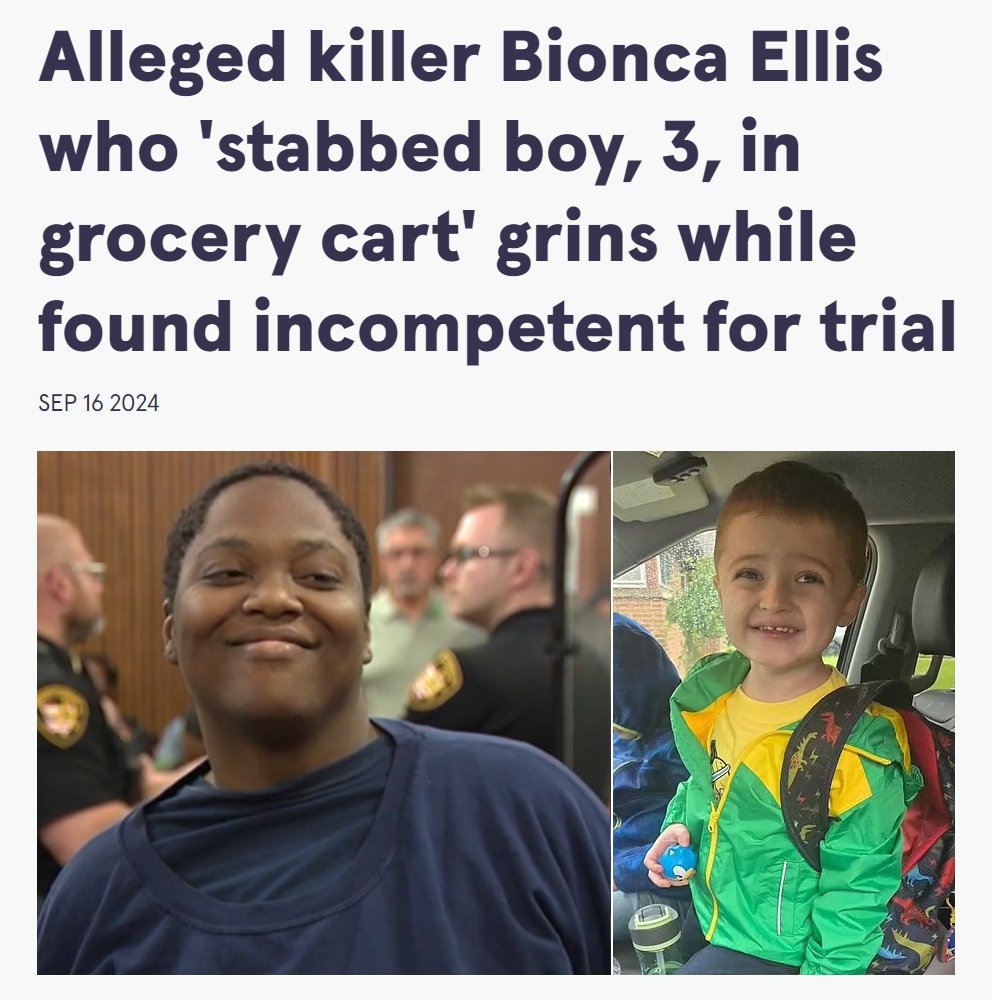 Alleged killer Bionca Ellis
who 'stabbed boy, 3, in
grocery cart' grins while
found incompetent for trial
SEP 16 2024